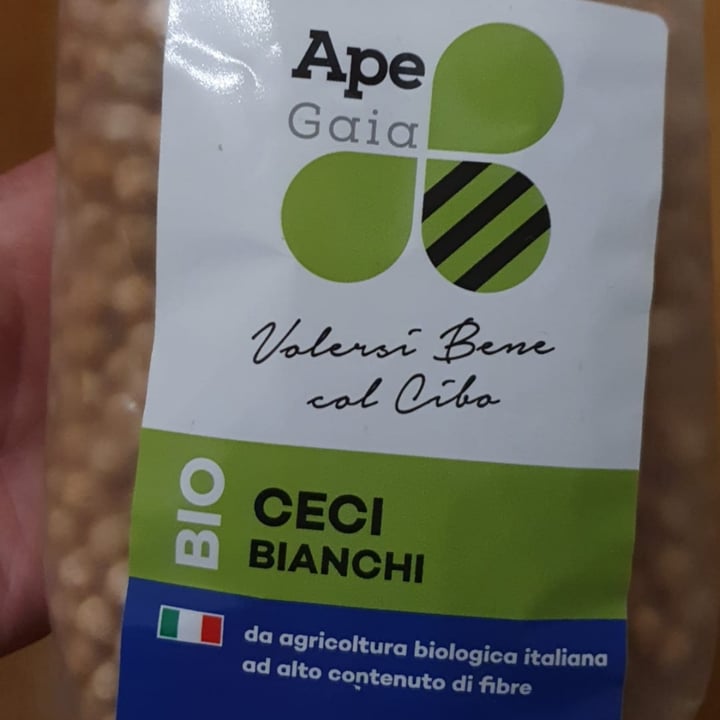 Ape
Gaia
Volersi Bene
col Cibo
BIO
CECI
BIANCHI
da agricoltura biologica italiana
ad alto contenuto di fibre